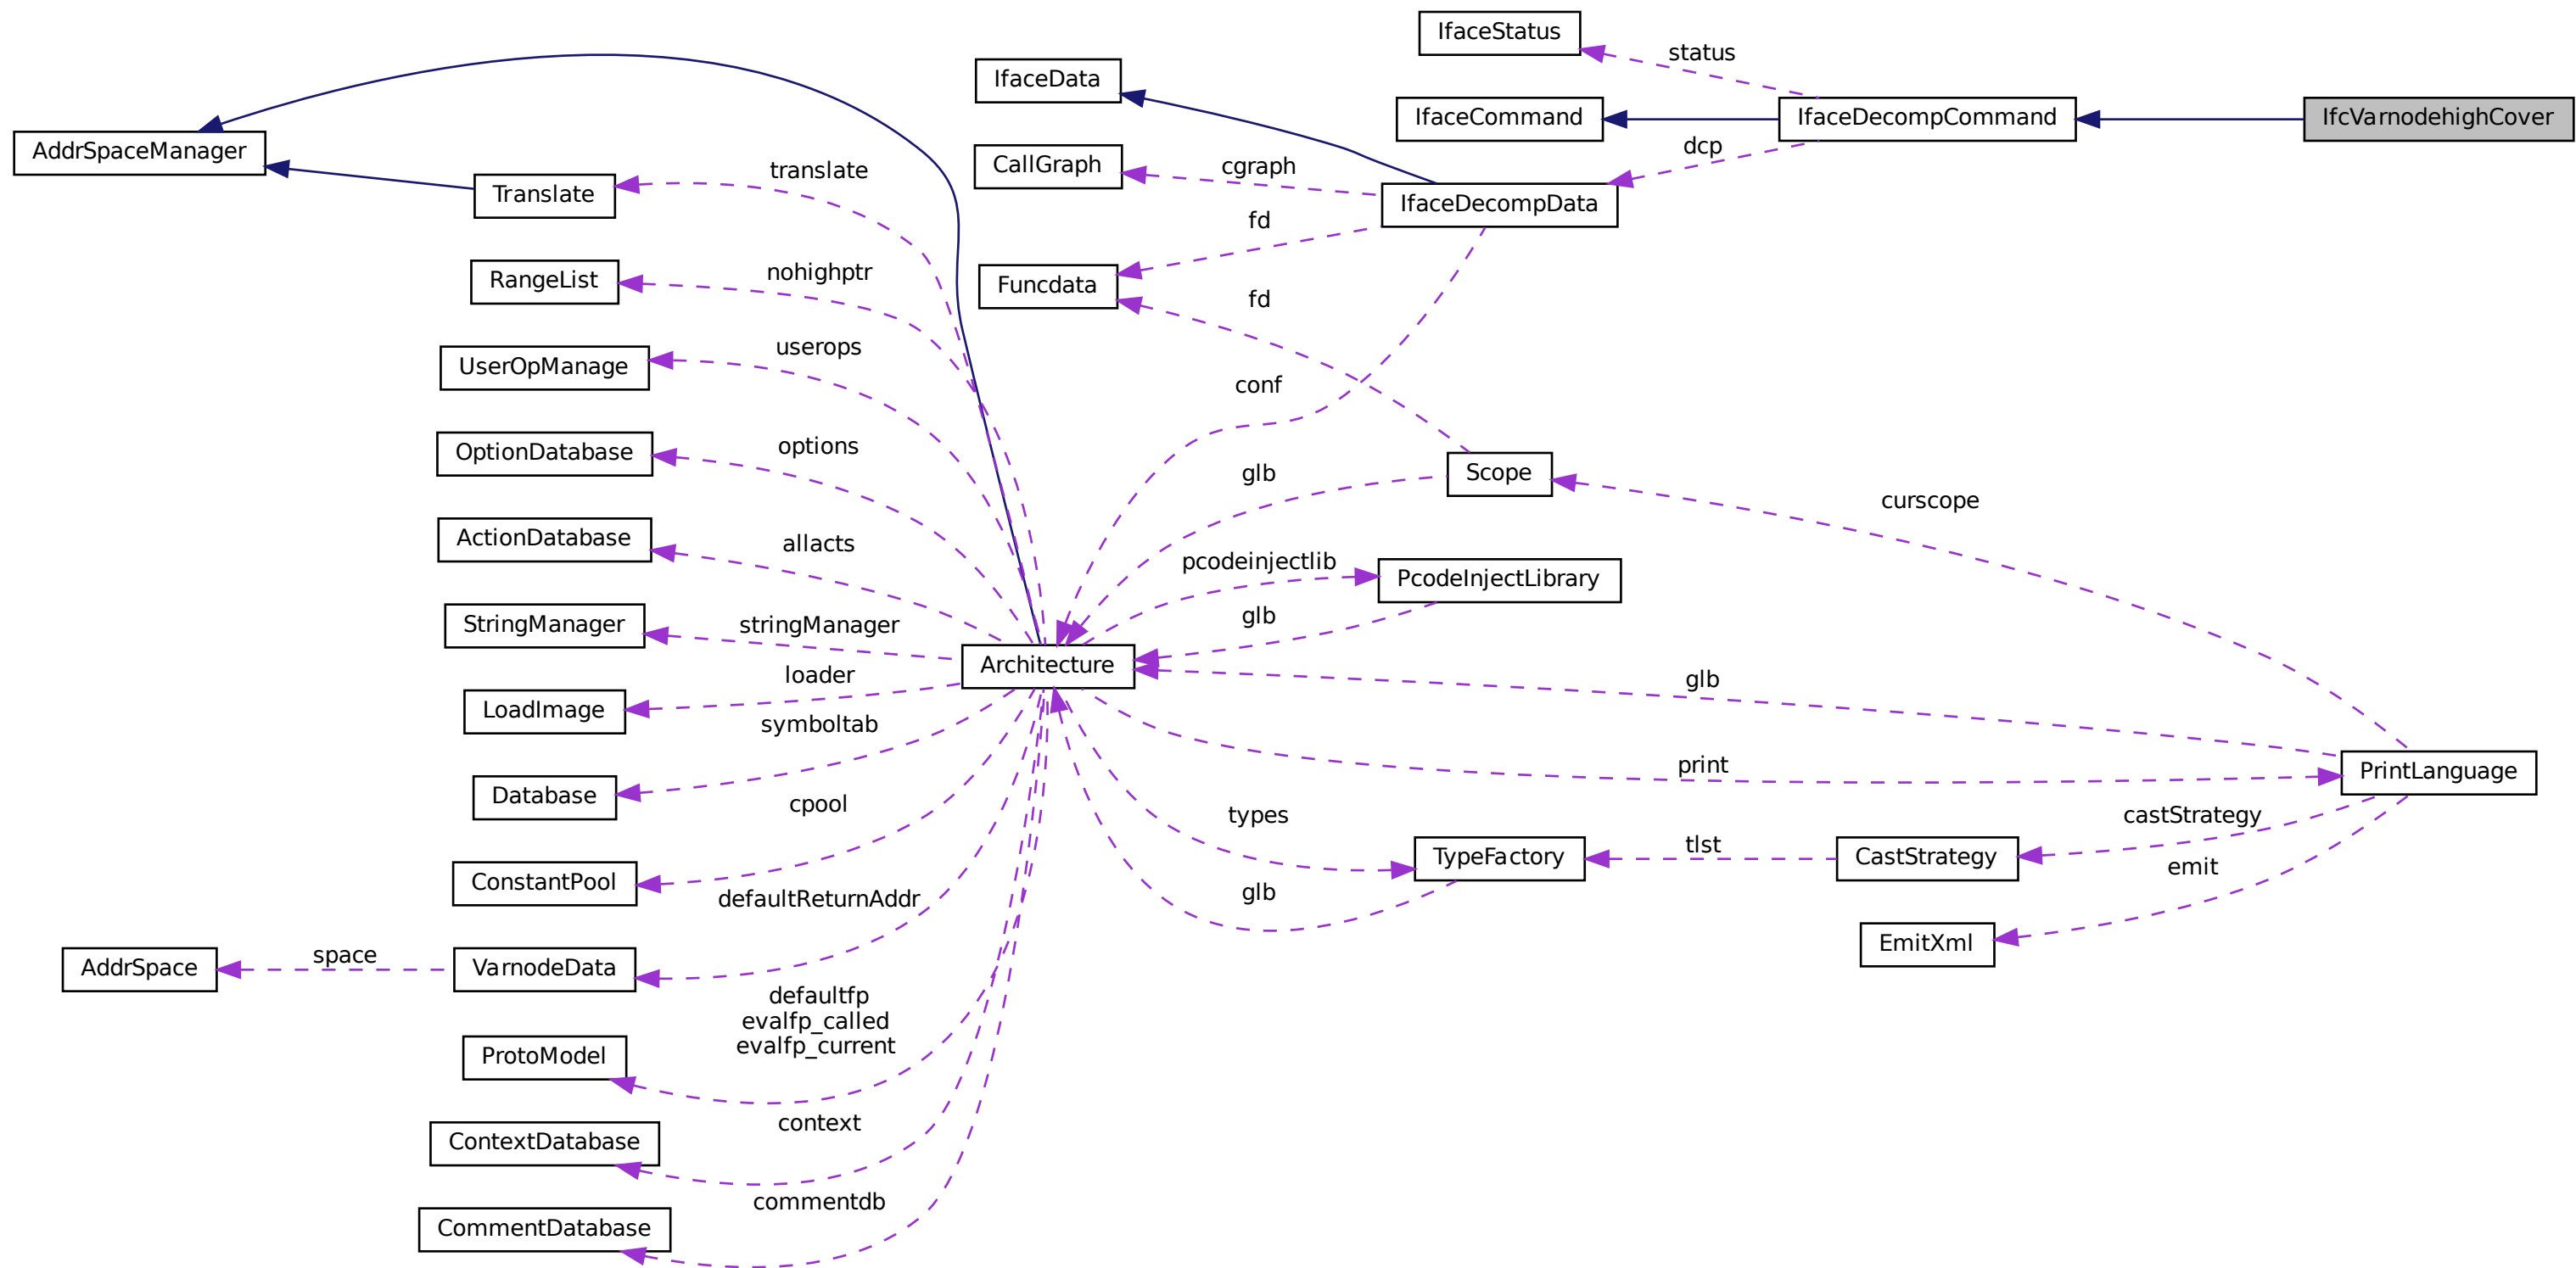 IfaceStatus
status
IfaceData
IfaceCommand
IfaceDecompCommand
IfcVarnodehighCover
AddrSpaceManager
dcp
translate
CallGraph
cgraph
Translate
IfaceDecompData
fd
nohighptr
RangeList
Funcdata
fd
userops
UserOpManage
conf
options
OptionDatabase
glb
Scope
curscope
ActionDatabase
allacts
pcodeinjectlib
PcodeInjectLibrary
StringManager
stringManager
glb
Architecture
loader
glb
LoadImage
symboltab
print
PrintLanguage
Database
cpool
types
castStrategy
tlst
TypeFactory
CastStrategy
emit
ConstantPool
defaultReturnAddr
glb
EmitXml
space
AddrSpace
VarnodeData
defaultfp
evalfp_called
evalfp_current
ProtoModel
context
ContextDatabase
commentdb
CommentDatabase